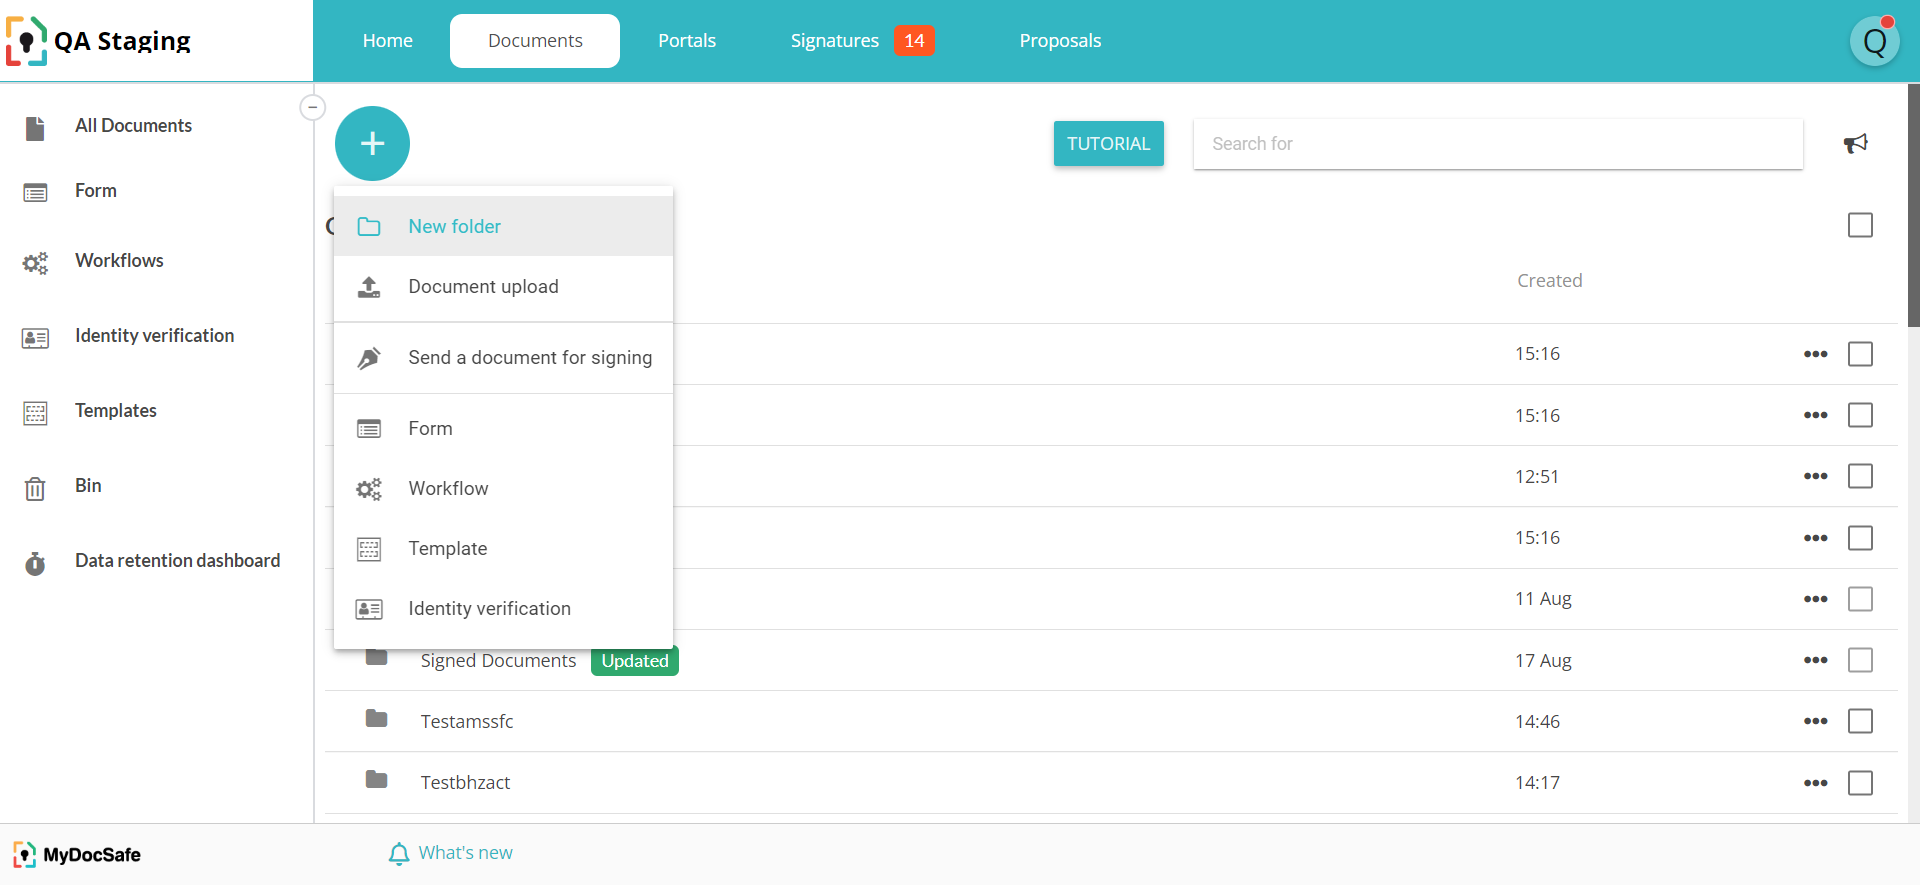 QA Staging
Home
Documents
Portals
Signatures 14
Proposals
Q
All Documents
Form
Workflows
Identity verification
Templates
Bin
Data retention dashboard
TUTORIAL
Search for
New folder
Document upload
Send a document for signing
Form
Workflow
Template
Identity verification
Created
15:16
15:16
12:51
15:16
11 Aug
Signed Documents Updated 17 Aug
Testamssfc 14:46
Testbhzact 14:17
MyDocSafe
What's new